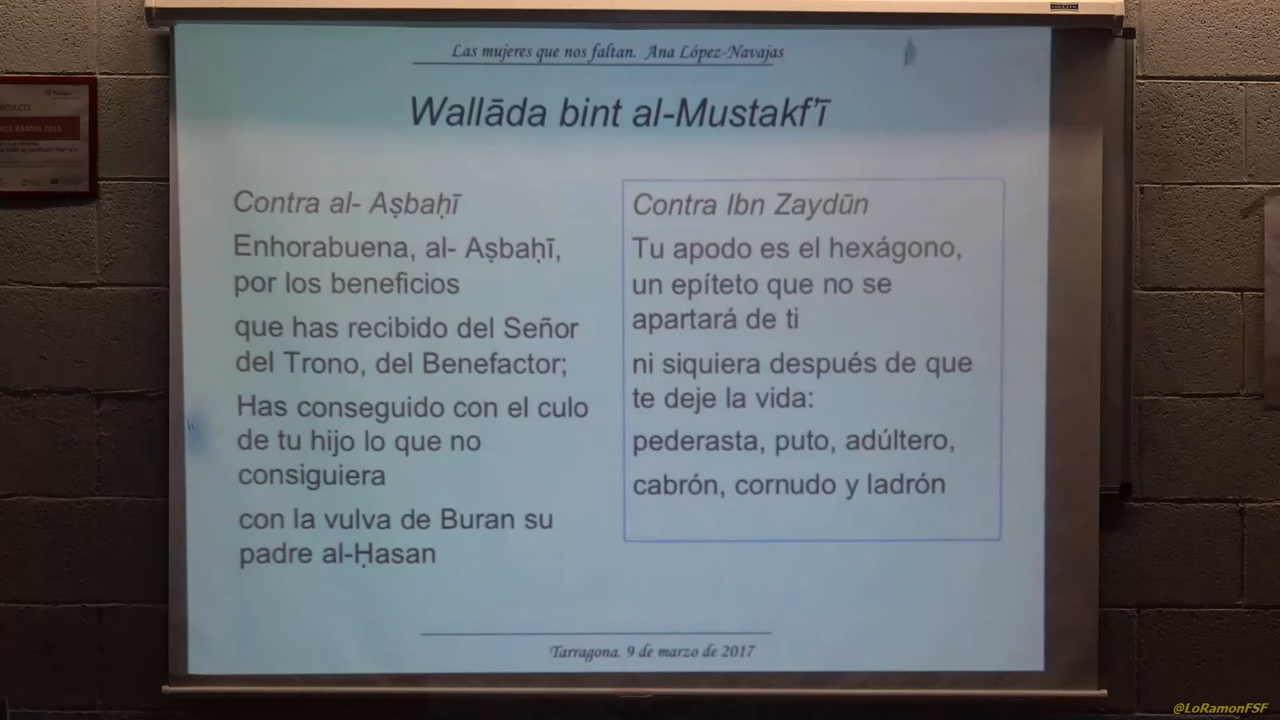 Las mujeres que nos faltan. Ana López-Navajas
Wallāda bint al-Mustakf'ī
Contra al- Aṣbaḥī
Enhorabuena, al- Aṣbaḥī,
por los beneficios
que has recibido del Señor
del Trono, del Benefactor;
Has conseguido con el culo
de tu hijo lo que no
consiguiera
con la vulva de Buran su
padre al-Ḥasan
Contra Ibn Zaydūn
Tu apodo es el hexágono,
un epíteto que no se
apartará de ti
ni siquiera después de que
te deje la vida:
pederasta, puto, adúltero,
cabrón, cornudo y ladrón
Tarragona. 9 de marzo de 2017
@LoRamonFSF